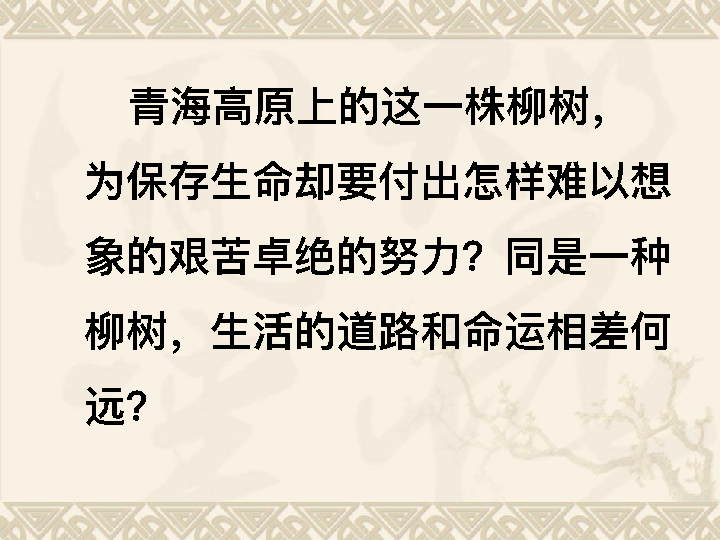 青海高原上的这一株柳树，
为保存生命却要付出怎样难以想
象的艰苦卓绝的努力？同是一种
柳树，生活的道路和命运相差何
远？